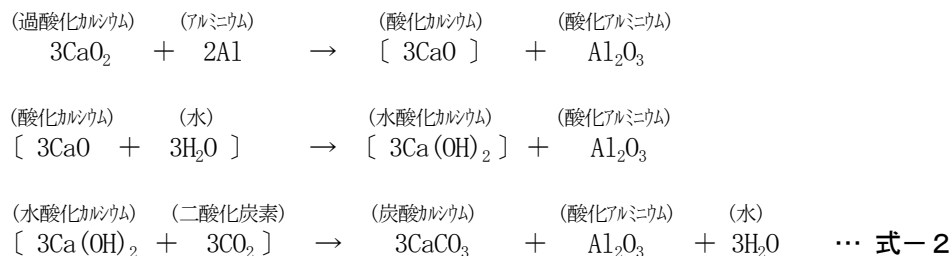 (過酸化カルシウム) (アルミニウム) (酸化カルシウム) (酸化アルミニウム)
3CaO₂ + 2Al → 〔 3CaO 〕 + Al₂O₃
(酸化カルシウム) (水) (水酸化カルシウム) (酸化アルミニウム)
〔 3CaO + 3H₂O 〕 → 〔 3Ca(OH)₂ 〕 + Al₂O₃
(水酸化カルシウム) (二酸化炭素) (炭酸カルシウム) (酸化アルミニウム) (水)
〔 3Ca(OH)₂ + 3CO₂ 〕 → 3CaCO₃ + Al₂O₃ + 3H₂O … 式－2